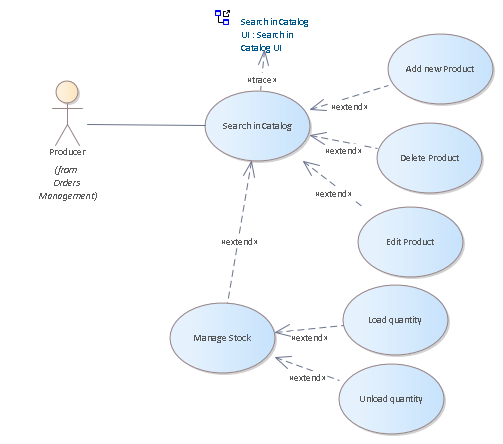 Search in Catalog
UI : Search in
Catalog UI
«trace»
Add new Product
«extend»
Search in Catalog
Producer
(from
Orders
Management)
«extend»
Delete Product
«extend»
Edit Product
«extend»
Manage Stock
Load quantity
«extend»
«extend»
Unload quantity